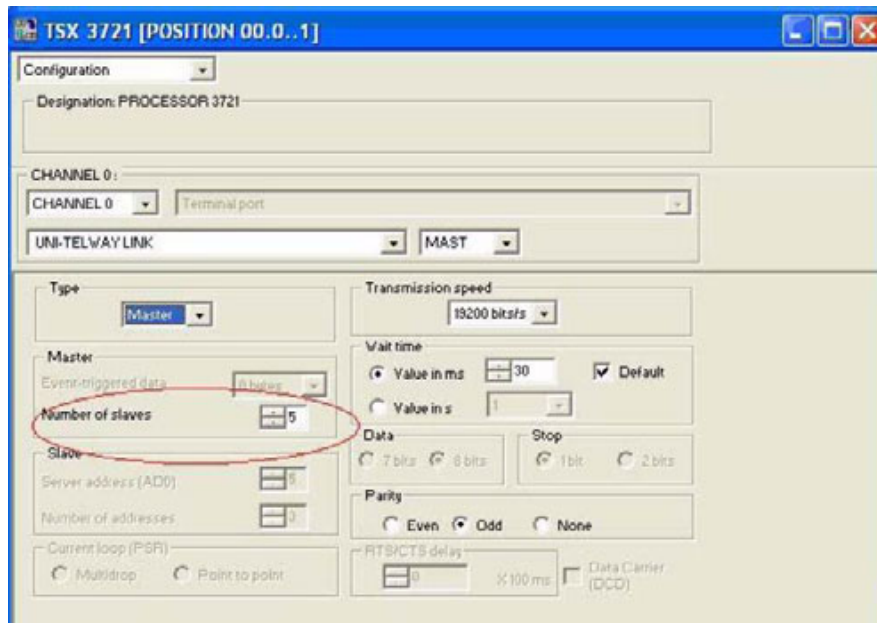 TSX 3721 [POSITION 00.0..1]
Configuration
Designation: PROCESSOR 3721
CHANNEL 0 :
CHANNEL 0 Terminal port
UNI-TELWAY LINK MAST
Type
Master
Transmission speed
19200 bits/s
Master
Event-triggered data 0 bytes
Number of slaves 5
Wait time
Value in ms 30 Default
Value in s 1
Slave
Server address (AD0) 5
Number of addresses 3
Data
7 bits 8 bits
Stop
1 bit 2 bits
Parity
Even Odd None
Current loop (PSR)
Multidrop Point to point
RTS/CTS delay
0 X 100 ms
Data Carrier
(DCD)